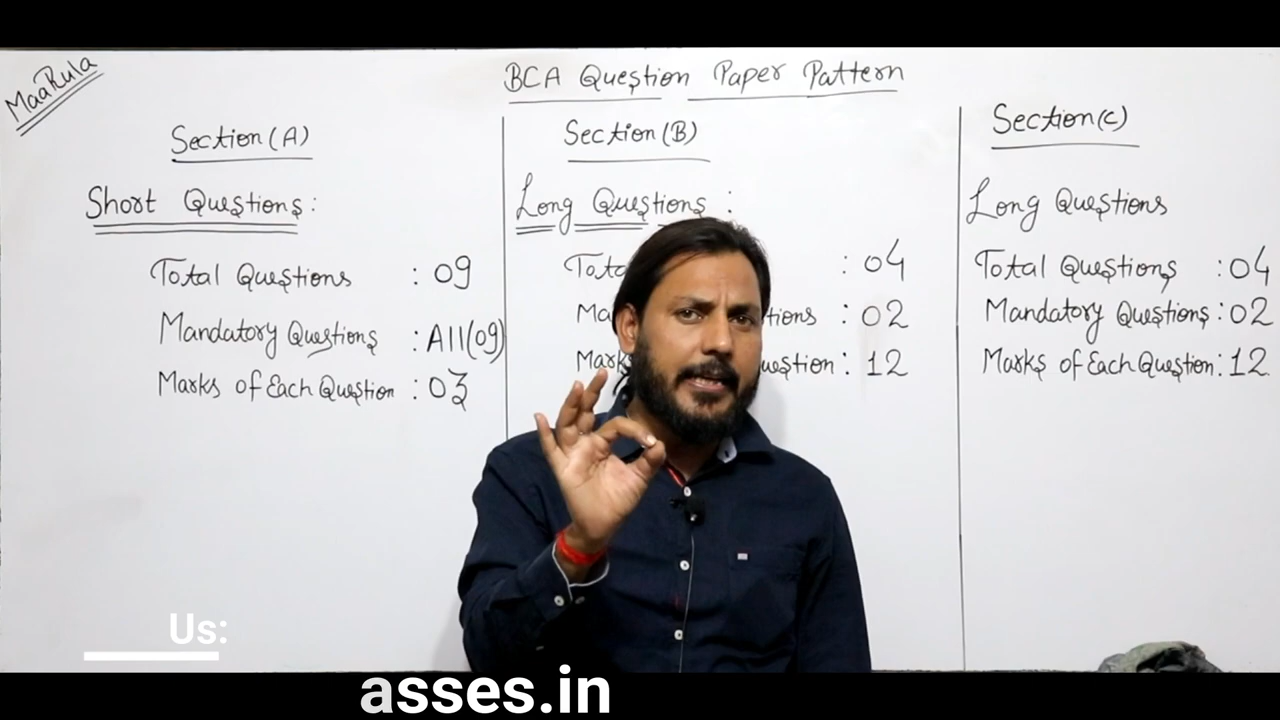 MaaRula
BCA Question Paper Pattern
Section (A)
Short Questions:
Total Questions : 09
Mandatory Questions : All(09)
Marks of Each Question : 03
Section (B)
Long Questions :
: 04
: 02
: 12
Section (C)
Long Questions
Total Questions : 04
Mandatory Questions : 02
Marks of Each Question : 12
Us:
asses.in